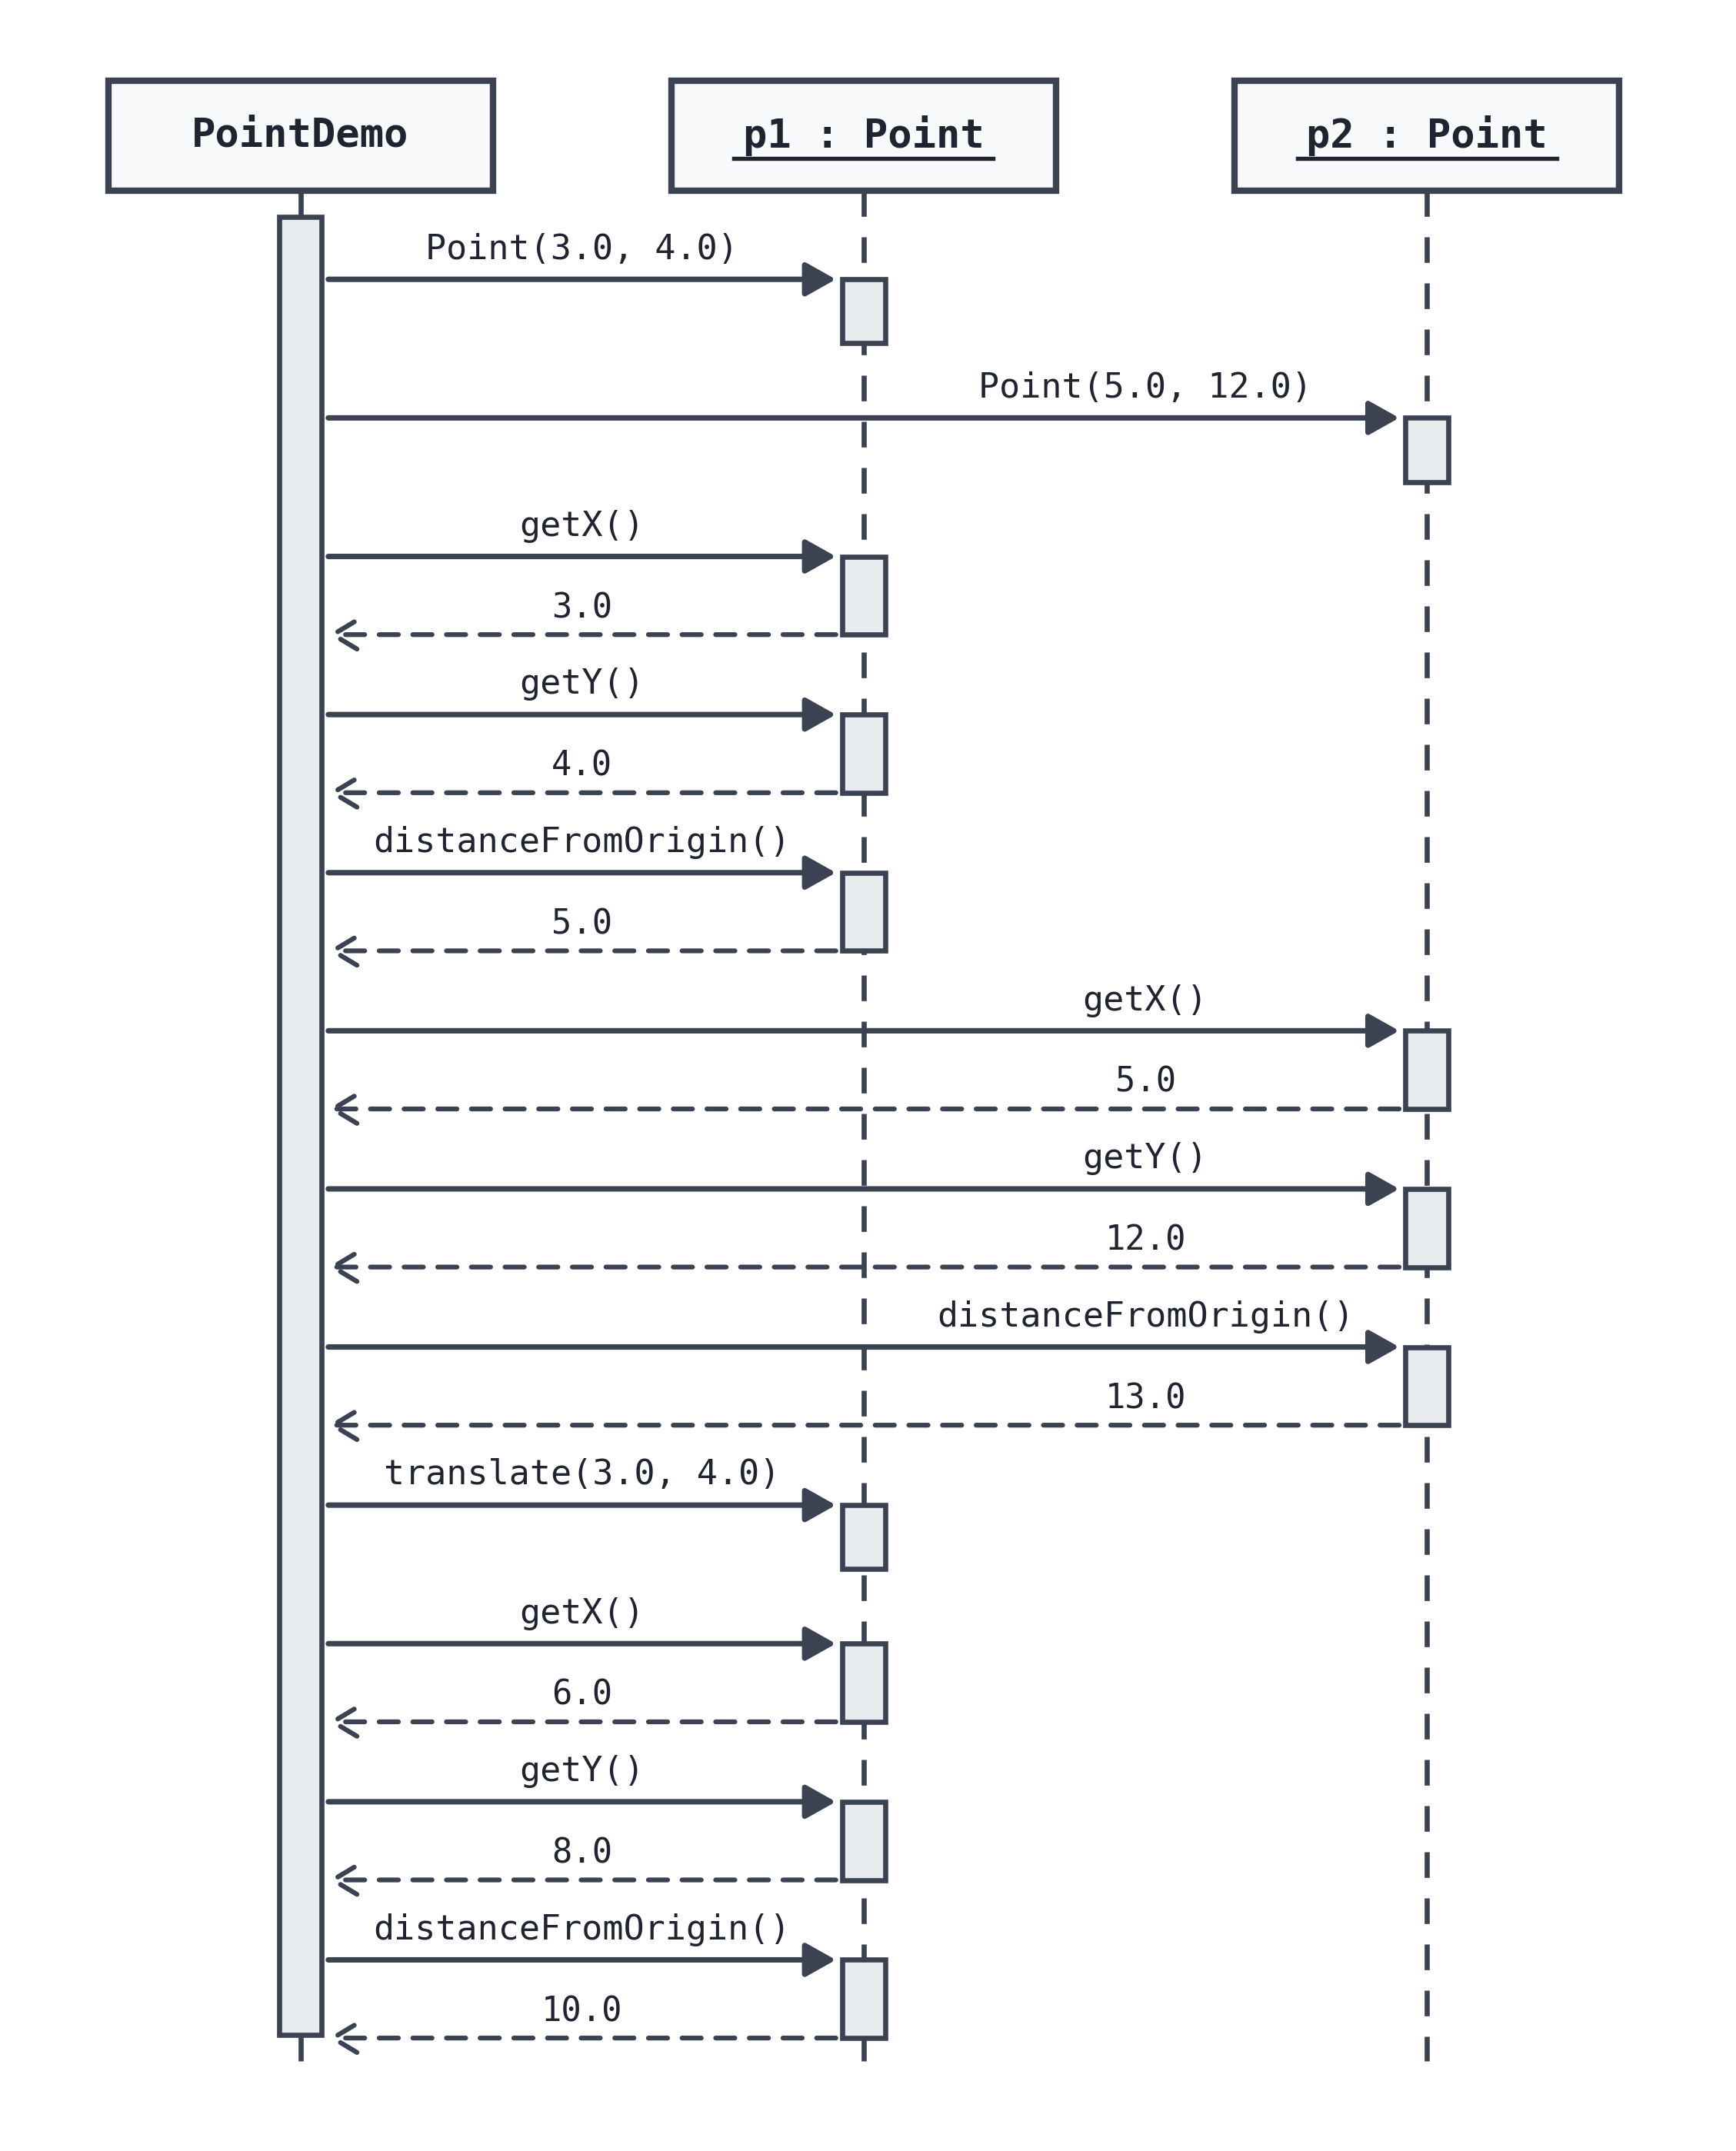 PointDemo
p1 : Point
p2 : Point
Point(3.0, 4.0)
Point(5.0, 12.0)
getX()
3.0
getY()
4.0
distanceFromOrigin()
5.0
getX()
5.0
getY()
12.0
distanceFromOrigin()
13.0
translate(3.0, 4.0)
getX()
6.0
getY()
8.0
distanceFromOrigin()
10.0